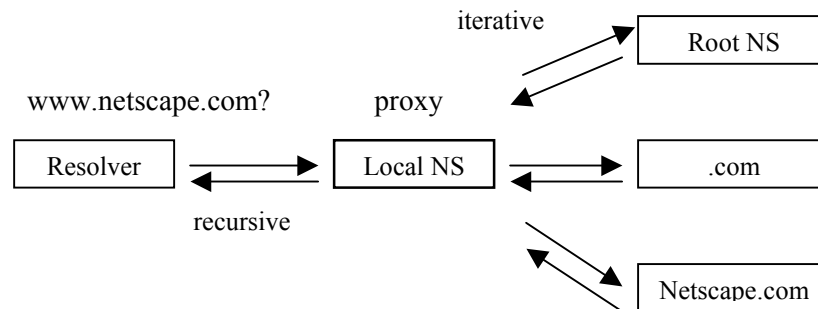 iterative
Root NS
www.netscape.com?
proxy
Resolver
Local NS
.com
recursive
Netscape.com